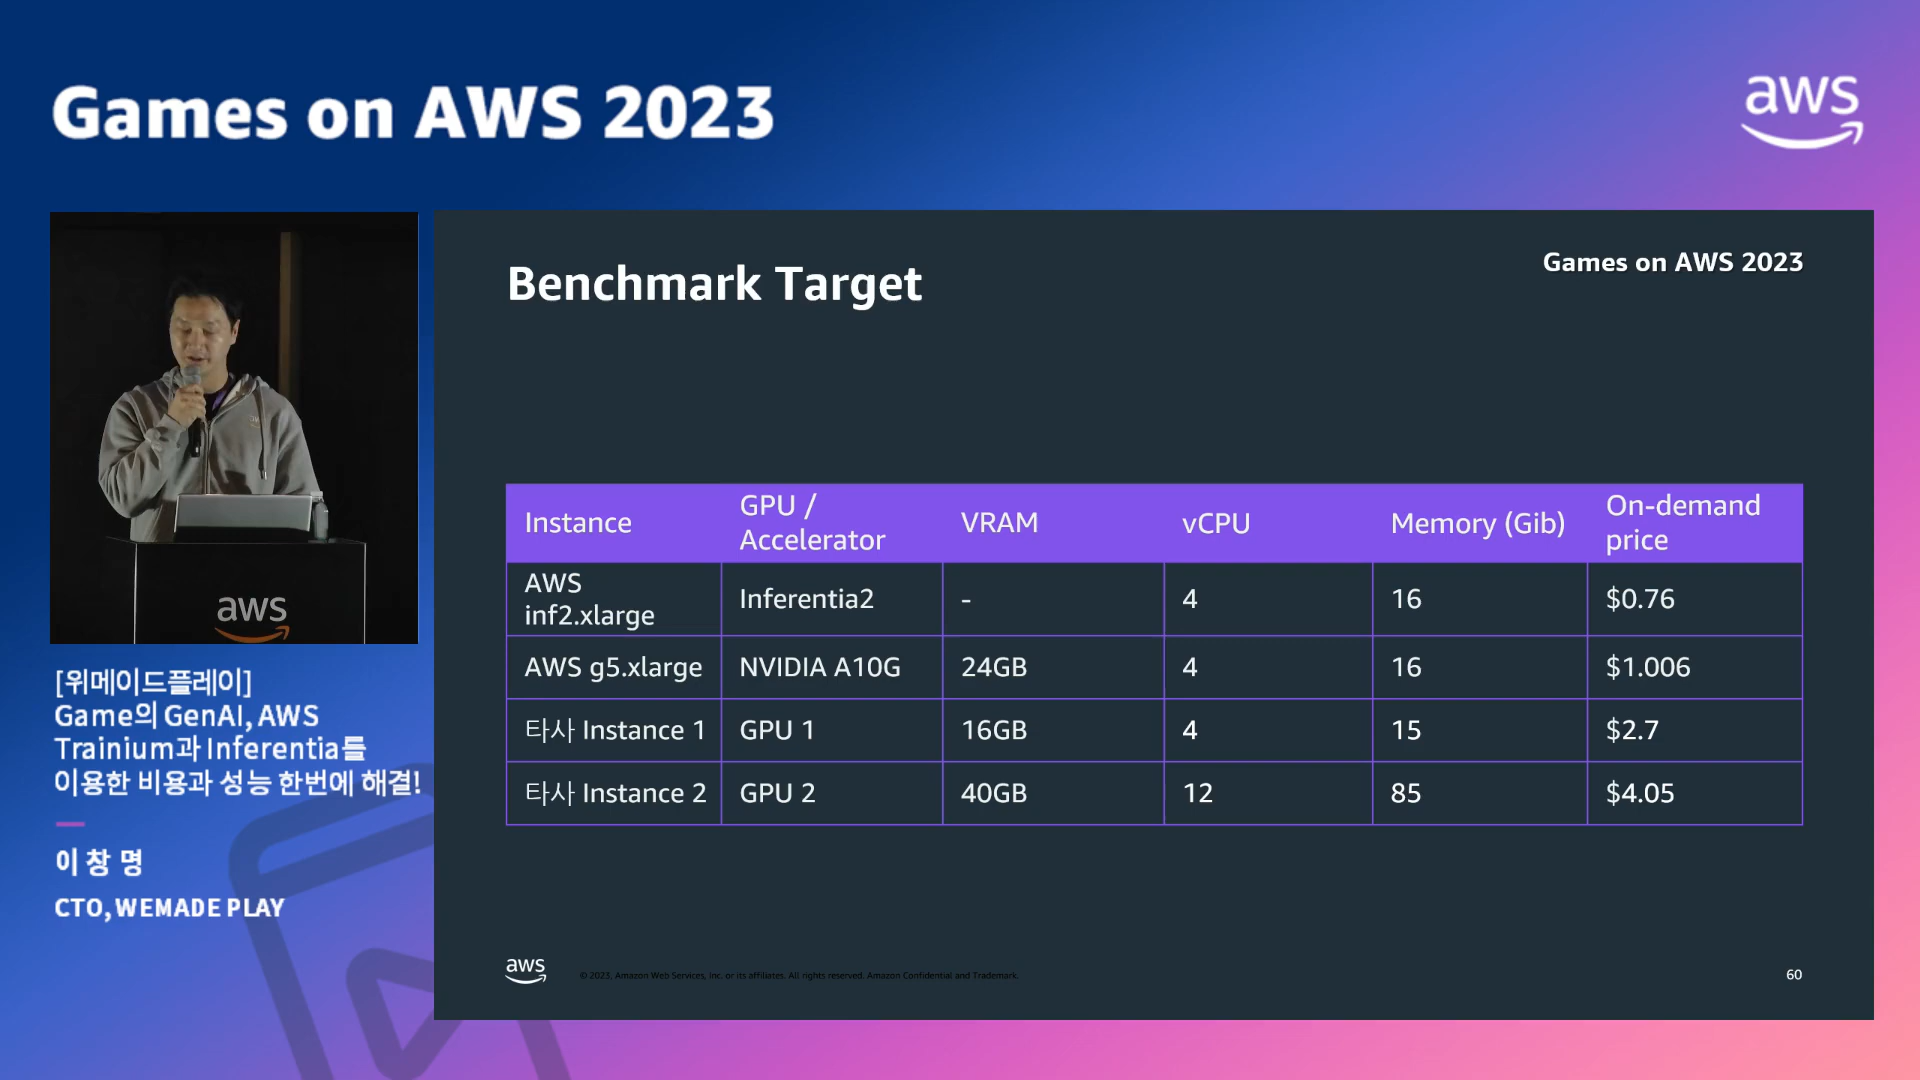 Games on AWS 2023
aws
aws
[위메이드플레이]
Game의 GenAI, AWS
Trainium과 Inferentia를
이용한 비용과 성능 한번에 해결!
이 창 명
CTO, WEMADE PLAY
Games on AWS 2023
Benchmark Target
Instance GPU / Accelerator VRAM vCPU Memory (Gib) On-demand price
AWS inf2.xlarge Inferentia2 - 4 16 $0.76
AWS g5.xlarge NVIDIA A10G 24GB 4 16 $1.006
타사 Instance 1 GPU 1 16GB 4 15 $2.7
타사 Instance 2 GPU 2 40GB 12 85 $4.05
aws
© 2023, Amazon Web Services, Inc. or its affiliates. All rights reserved. Amazon Confidential and Trademark.
60